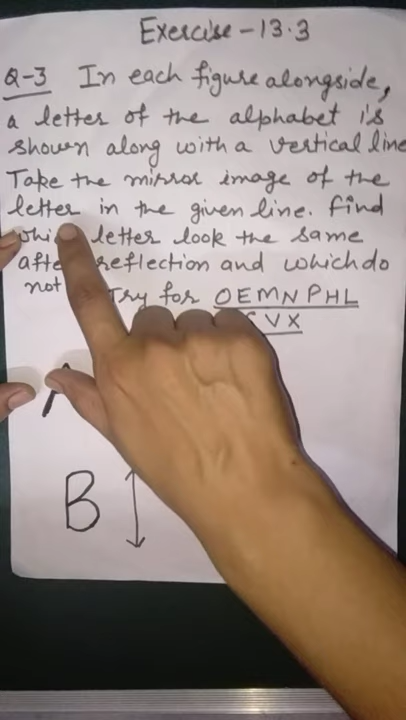 Exercise-13.3
Q-3 In each figure alongside,
a letter of the alphabet is
shown along with a vertical line
Take the mirror image of the
letter in the given line. find
letter look the same
reflection and which do
not Try for OEMNPHL
VX
B